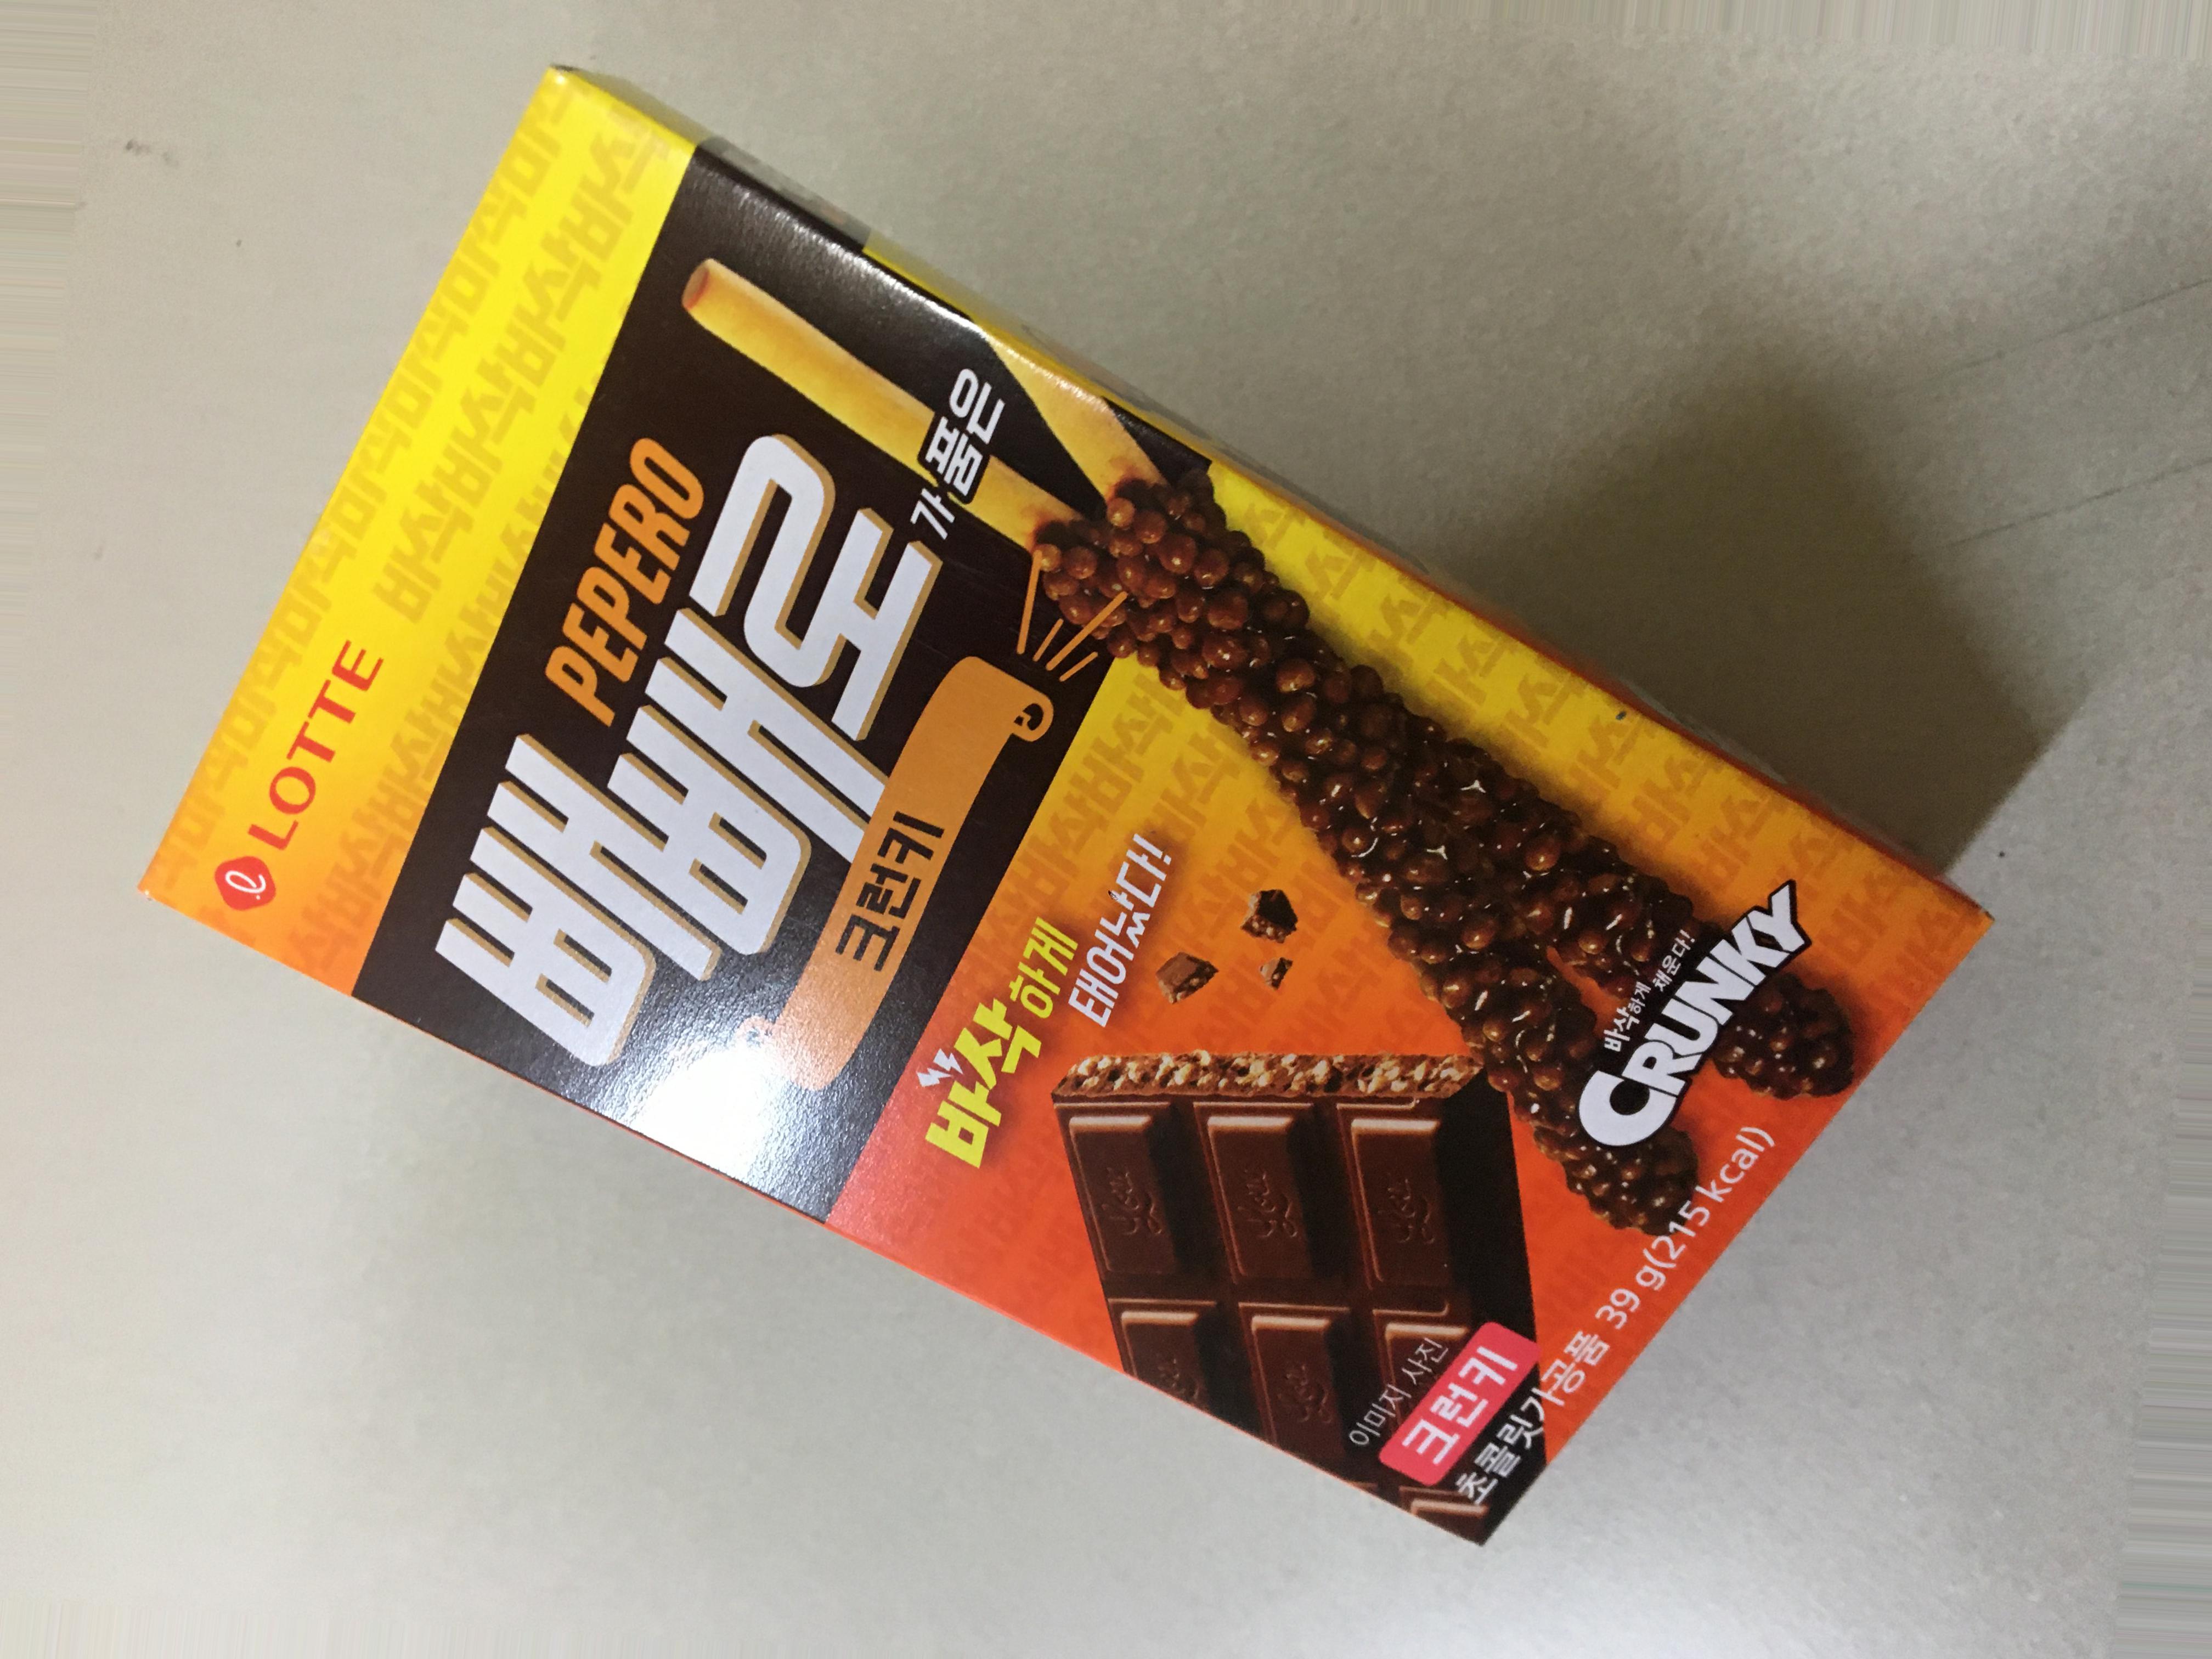 LOTTE
PEPERO
빼빼로가 품은
크런키
바삭하게
태어났다!
바삭하게 채운다!
CRUNKY
이미지 사진
크런키
초콜릿가공품 39 g(215 kcal)